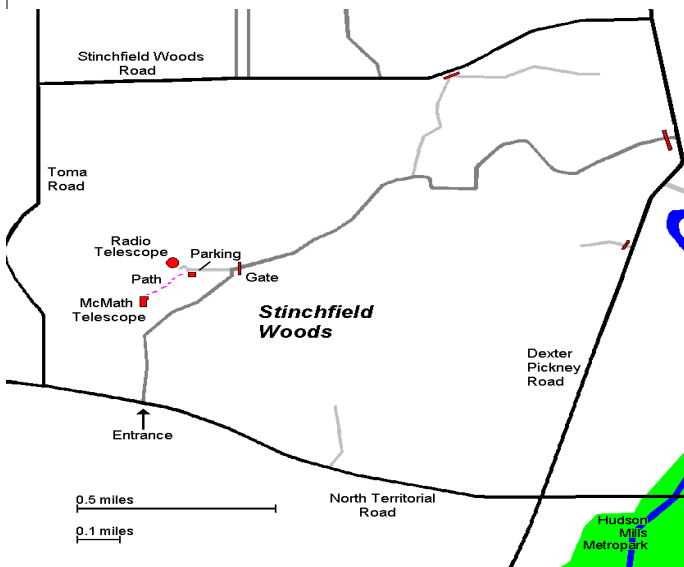 Stinchfield Woods
Road
Toma
Road
Radio
Telescope
Parking
Path
Gate
McMath
Telescope
Stinchfield
Woods
Dexter
Pickney
Road
Entrance
0.5 miles
North Territorial
Road
0.1 miles
Hudson
Mills
Metropark